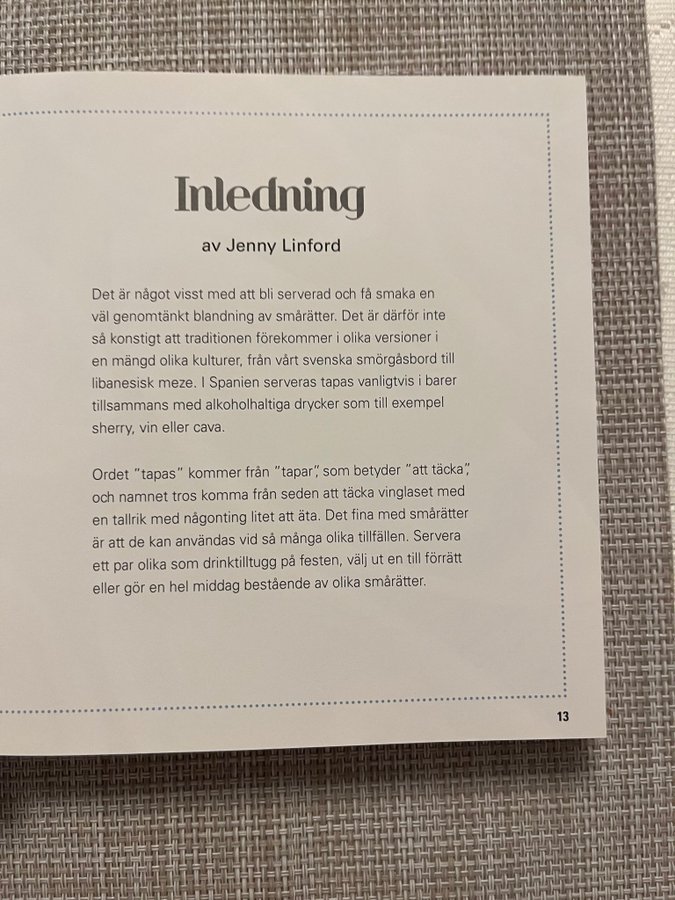 Inledning
av Jenny Linford
Det är något visst med att bli serverad och få smaka en
väl genomtänkt blandning av smårätter. Det är därför inte
så konstigt att traditionen förekommer i olika versioner i
en mängd olika kulturer, från vårt svenska smörgåsbord till
libanesisk meze. I Spanien serveras tapas vanligtvis i barer
tillsammans med alkoholhaltiga drycker som till exempel
sherry, vin eller cava.
Ordet ”tapas” kommer från ”tapar”, som betyder ”att täcka”,
och namnet tros komma från seden att täcka vinglaset med
en tallrik med någonting litet att äta. Det fina med smårätter
är att de kan användas vid så många olika tillfällen. Servera
ett par olika som drinktilltugg på festen, välj ut en till förrätt
eller gör en hel middag bestående av olika smårätter.
13